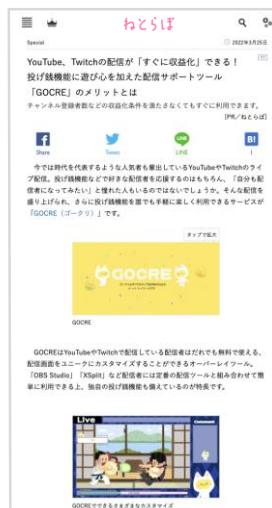 ねとらぼ
Special
2022年3月25日
YouTube、Twitchの配信が「すぐに収益化」できる！
投げ銭機能に遊び心を加えた配信サポートツール
「GOCRE」のメリットとは
チャンネル登録者数などの収益化条件を満たさなくてもすぐに利用できます。
[PR／ねとらぼ]
Share
Tweet
LINE
B!
1
今では時代を代表するような人気者も輩出しているYouTubeやTwitchのライ
ブ配信。投げ銭機能などで好きな配信者を応援するのはもちろん、「自分も配
信者になってみたい」と憧れた人もいるのではないでしょうか。そんな配信を
盛り上げられ、さらに投げ銭機能を誰でも手軽に楽しく利用できるサービスが
「GOCRE（ゴークリ）」です。
タップで拡大
GOCRE
GOCRE
GOCREはYouTubeやTwitchで配信している配信者はだれでも無料で使える、
配信画面をユニークにカスタマイズすることができるオーバーレイツール。
「OBS Studio」「XSplit」など配信者には定番の配信ツールと組み合わせて簡
単に利用できる上、独自の投げ銭機能も備えているのが特長です。
Live
Comment
GOCREでできるさまざまなカスタマイズ